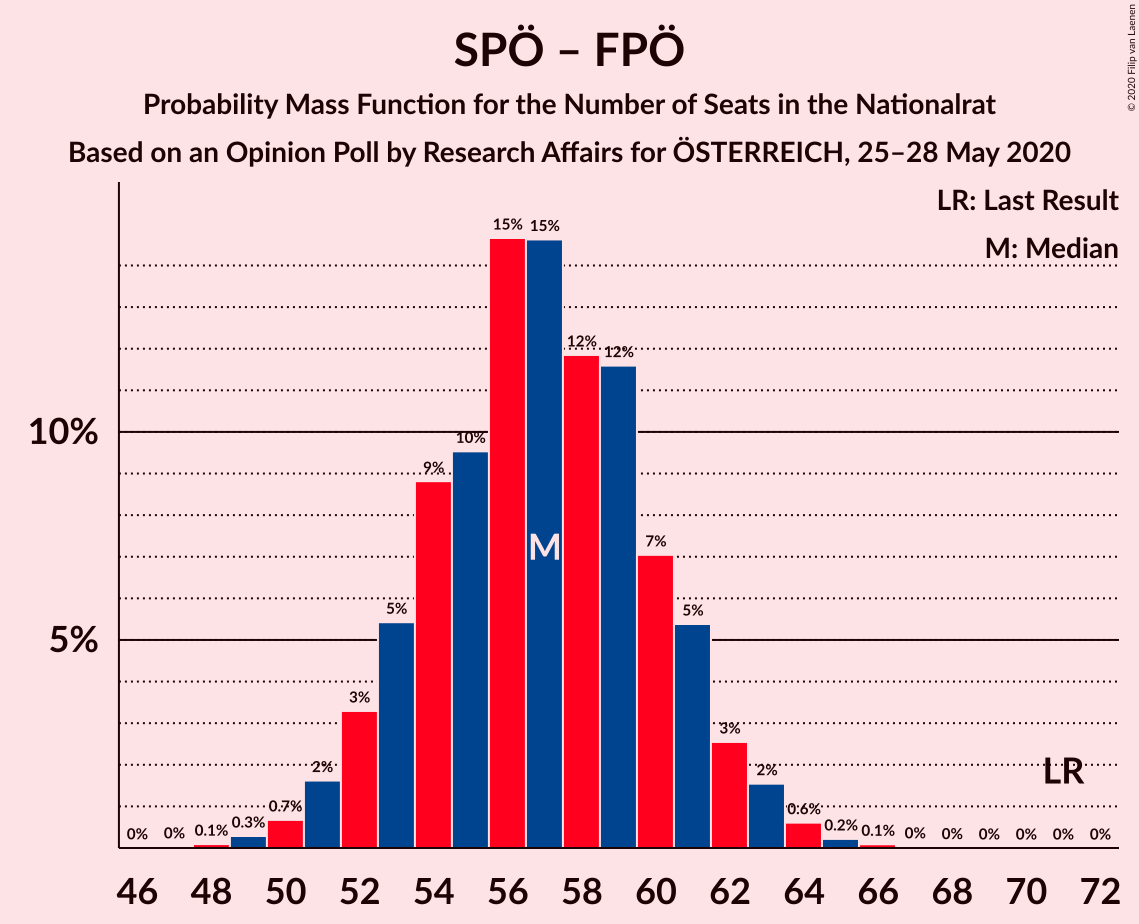 SPÖ – FPÖ
Probability Mass Function for the Number of Seats in the Nationalrat
Based on an Opinion Poll by Research Affairs for ÖSTERREICH, 25–28 May 2020
© 2020 Filip van Laenen
LR: Last Result
M: Median
10%
5%
0% 0% 0.1% 0.3% 0.7% 2% 3% 5% 9% 10% 15% 15% 12% 12% 7% 5% 3% 2% 0.6% 0.2% 0.1% 0% 0% 0% 0% 0% 0%
M
LR
46 48 50 52 54 56 58 60 62 64 66 68 70 72